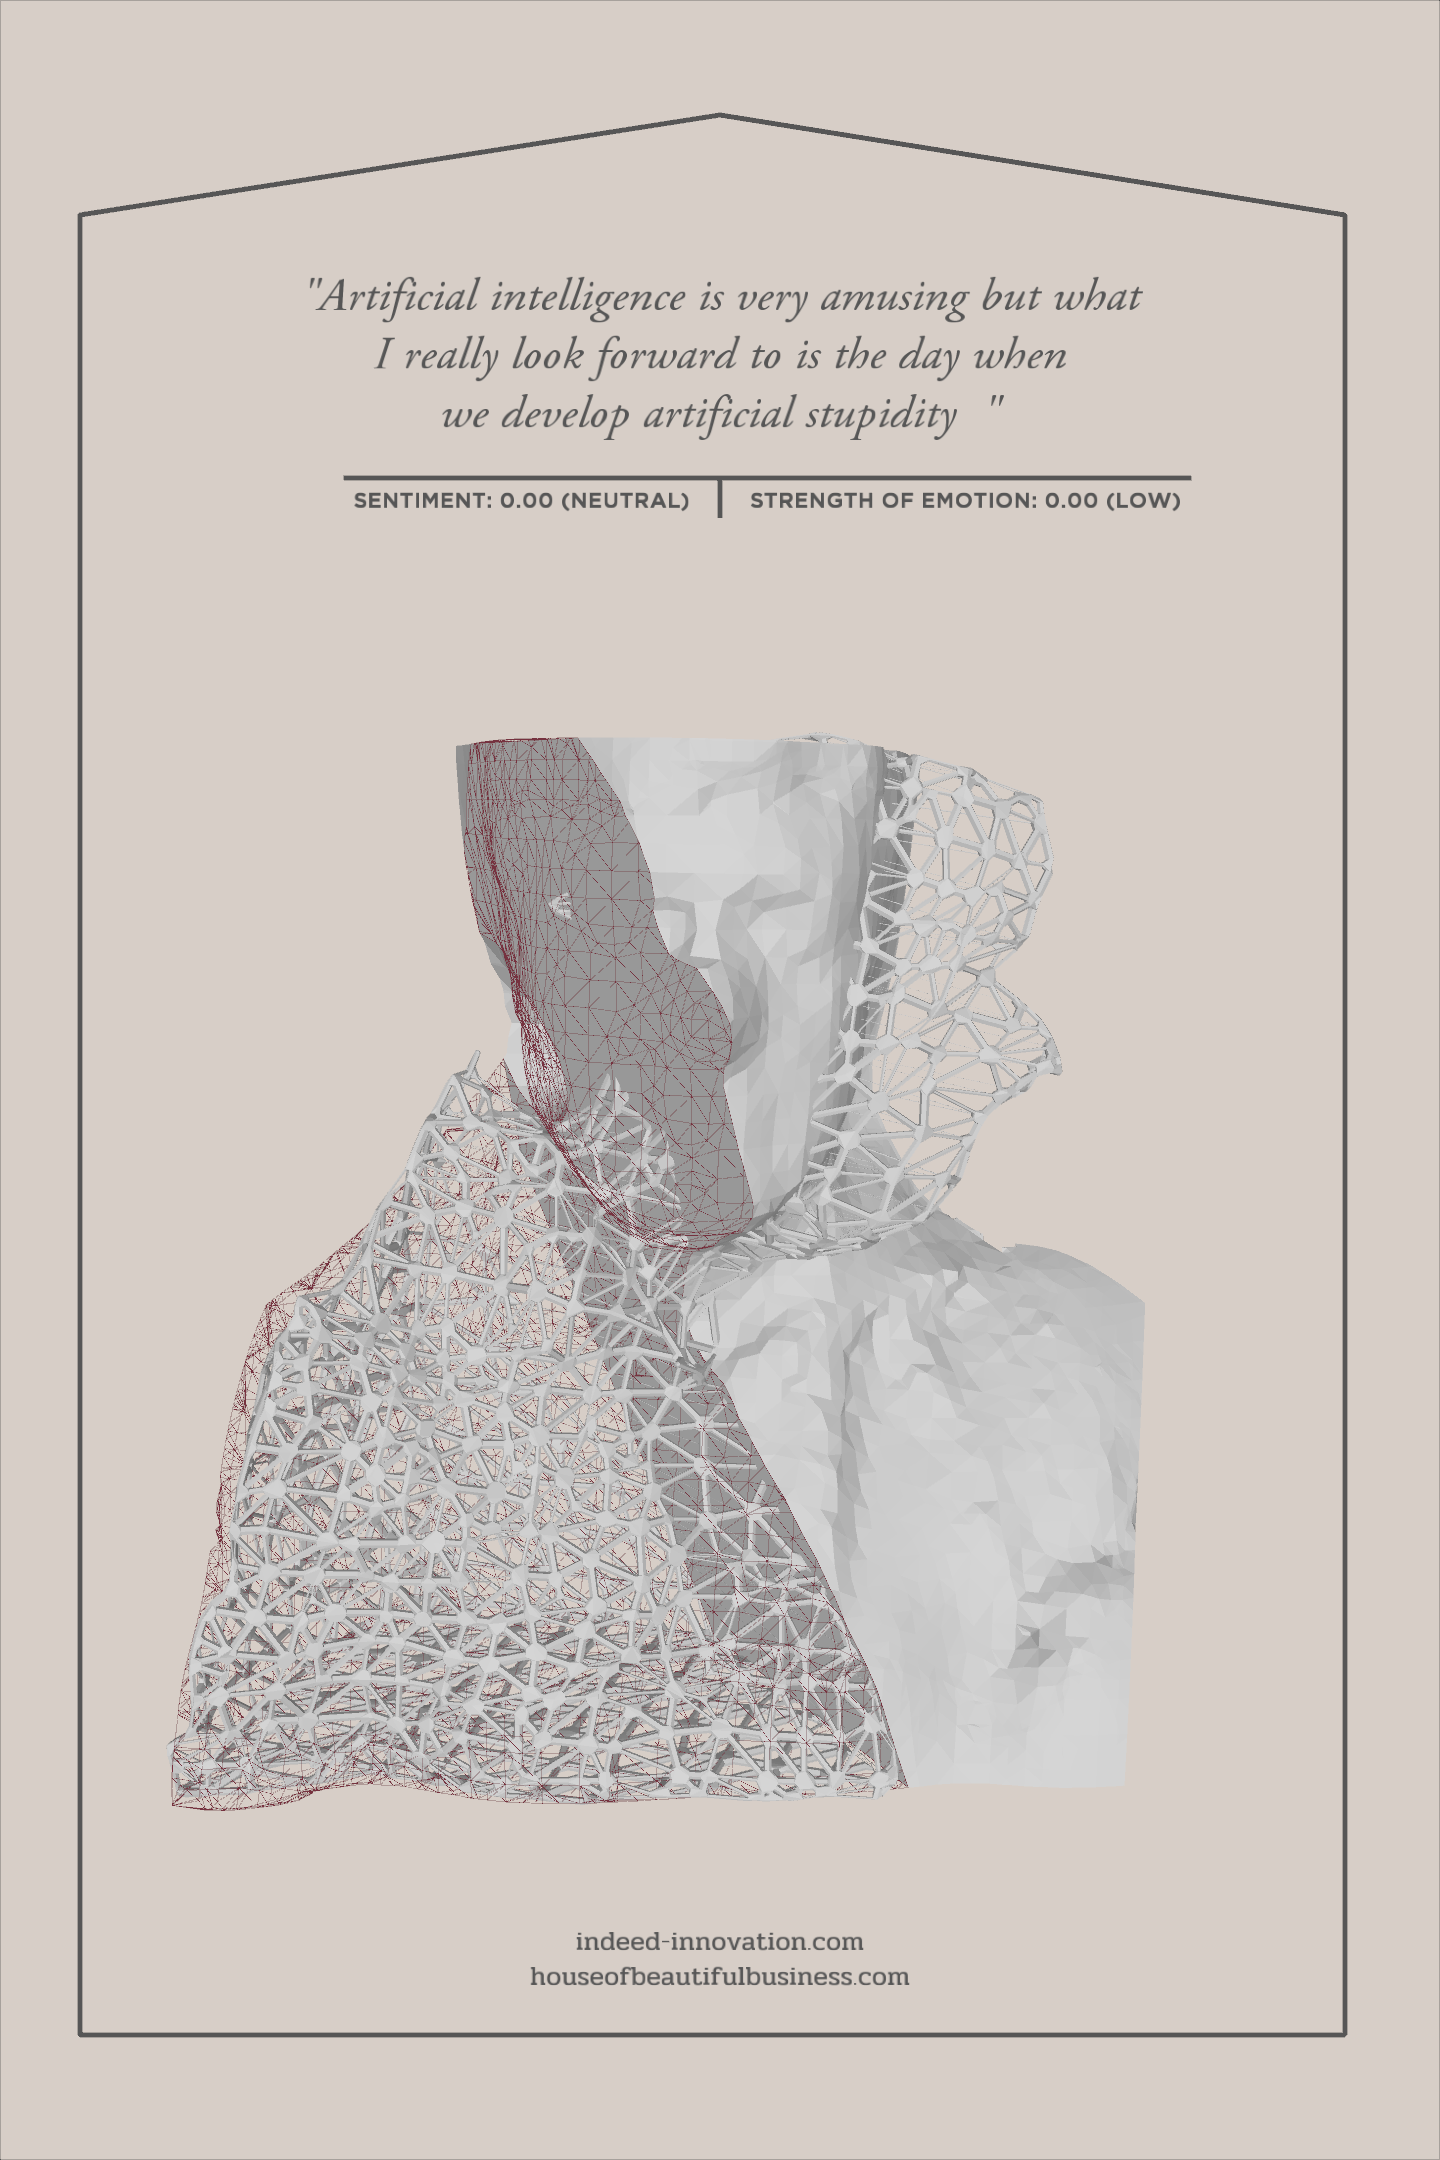 "Artificial intelligence is very amusing but what
I really look forward to is the day when
we develop artificial stupidity  "
SENTIMENT: 0.00 (NEUTRAL)
STRENGTH OF EMOTION: 0.00 (LOW)
indeed-innovation.com
houseofbeautifulbusiness.com